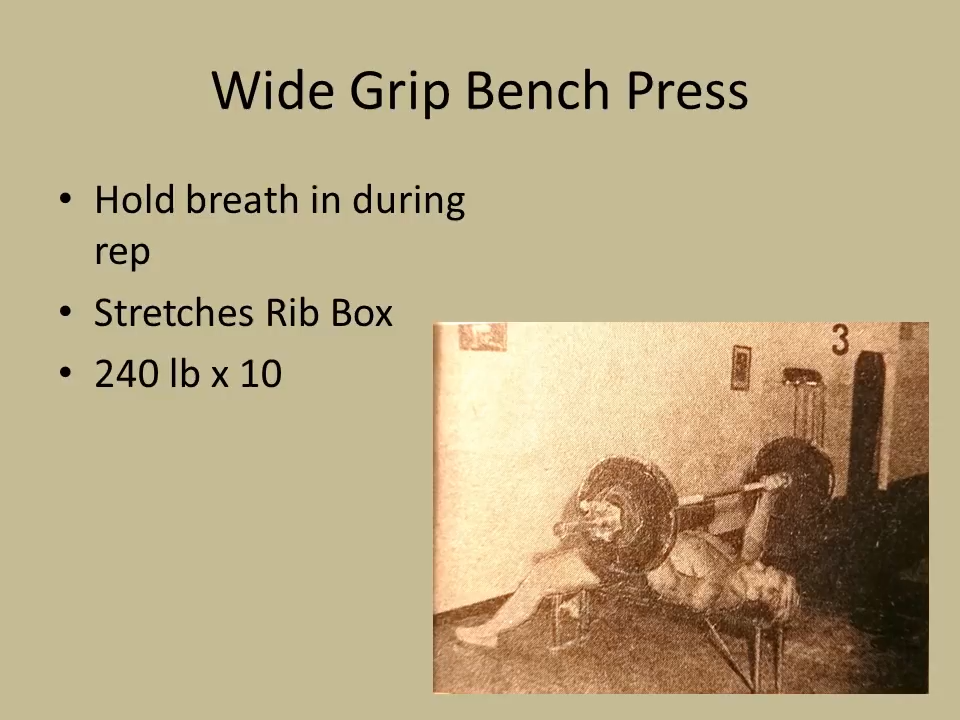 Wide Grip Bench Press
• Hold breath in during
rep
• Stretches Rib Box
• 240 lb x 10
3